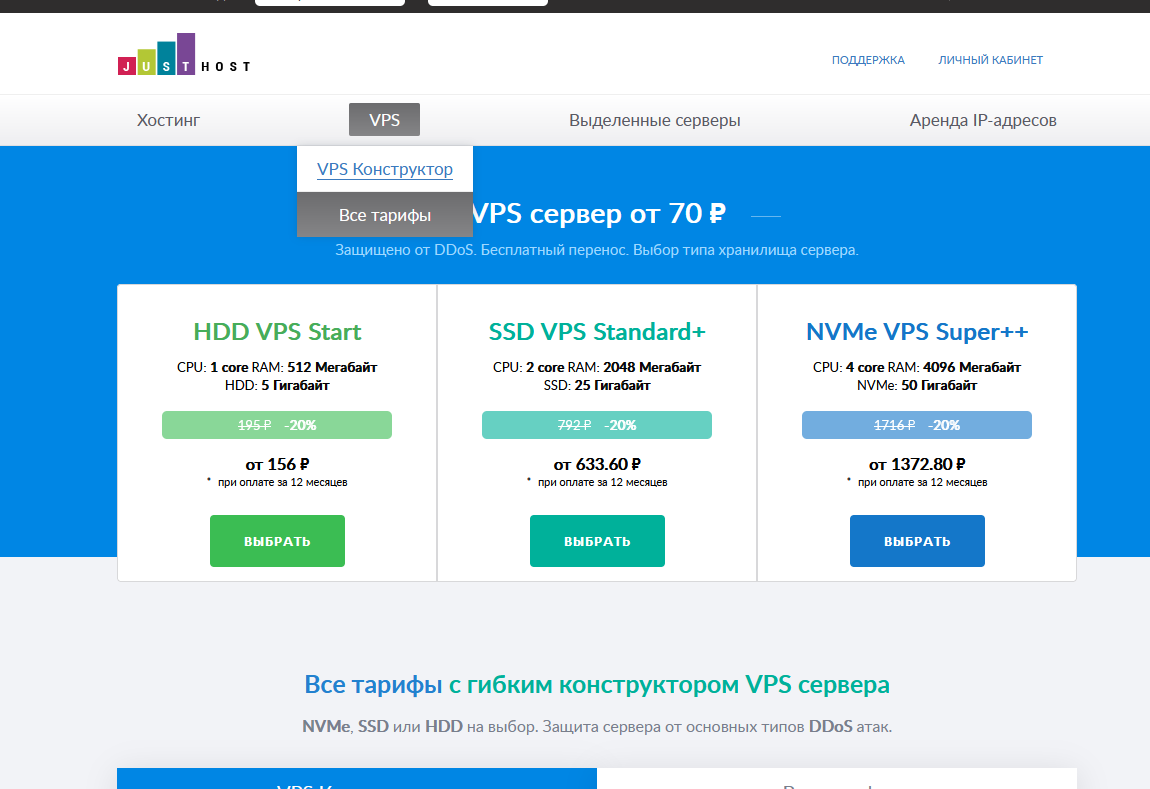 JUSTHOST
ПОДДЕРЖКА ЛИЧНЫЙ КАБИНЕТ
Хостинг VPS Выделенные серверы Аренда IP-адресов
VPS Конструктор
Все тарифы
VPS сервер от 70 ₽
Защищено от DDoS. Бесплатный перенос. Выбор типа хранилища сервера.
HDD VPS Start
CPU: 1 core RAM: 512 Мегабайт
HDD: 5 Гигабайт
195 ₽ -20%
от 156 ₽
* при оплате за 12 месяцев
ВЫБРАТЬ
SSD VPS Standard+
CPU: 2 core RAM: 2048 Мегабайт
SSD: 25 Гигабайт
792 ₽ -20%
от 633.60 ₽
* при оплате за 12 месяцев
ВЫБРАТЬ
NVMe VPS Super++
CPU: 4 core RAM: 4096 Мегабайт
NVMe: 50 Гигабайт
1716 ₽ -20%
от 1372.80 ₽
* при оплате за 12 месяцев
ВЫБРАТЬ
Все тарифы с гибким конструктором VPS сервера
NVMe, SSD или HDD на выбор. Защита сервера от основных типов DDoS атак.